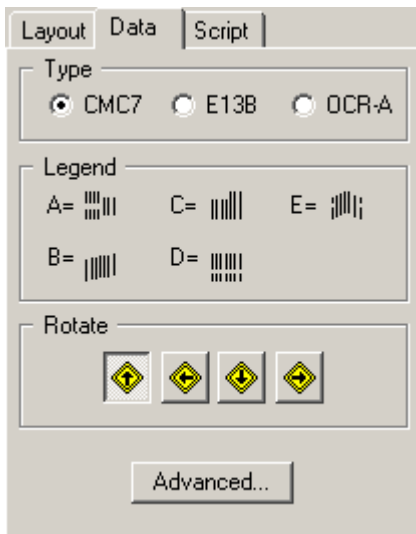 Layout Data Script
Type
CMC7 E13B OCR-A
Legend
A= C= E=
B= D=
Rotate
Advanced...